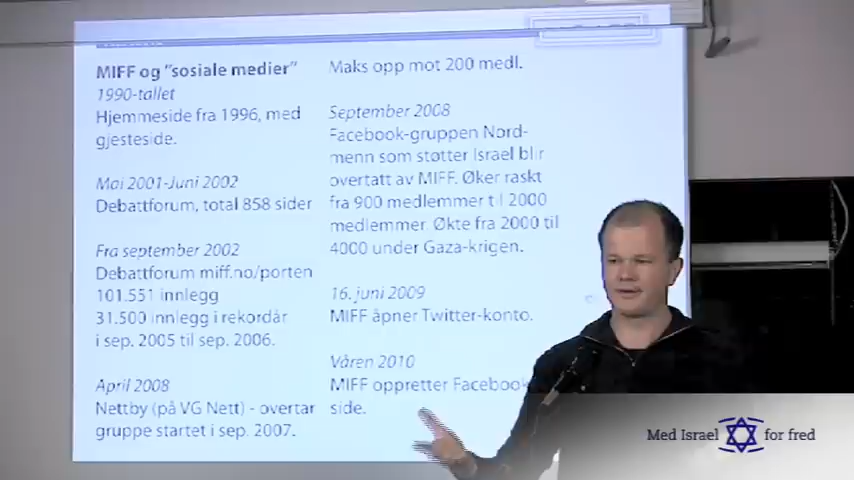 MIFF og "sosiale medier"
1990-tallet
Hjemmeside fra 1996, med
gjesteside.
Mai 2001-Juni 2002
Debattforum, total 858 sider
Fra september 2002
Debattforum miff.no/porten
101.551 innlegg
31.500 innlegg i rekordår
i sep. 2005 til sep. 2006.
April 2008
Nettby (på VG Nett) - overtar
gruppe startet i sep. 2007.
Maks opp mot 200 medl.
September 2008
Facebook-gruppen Nord-
menn som støtter Israel blir
overtatt av MIFF. Øker raskt
fra 900 medlemmer til 2000
medlemmer. Økte fra 2000 til
4000 under Gaza-krigen.
16. juni 2009
MIFF åpner Twitter-konto.
Våren 2010
MIFF oppretter Facebook-
side.
Med Israel for fred